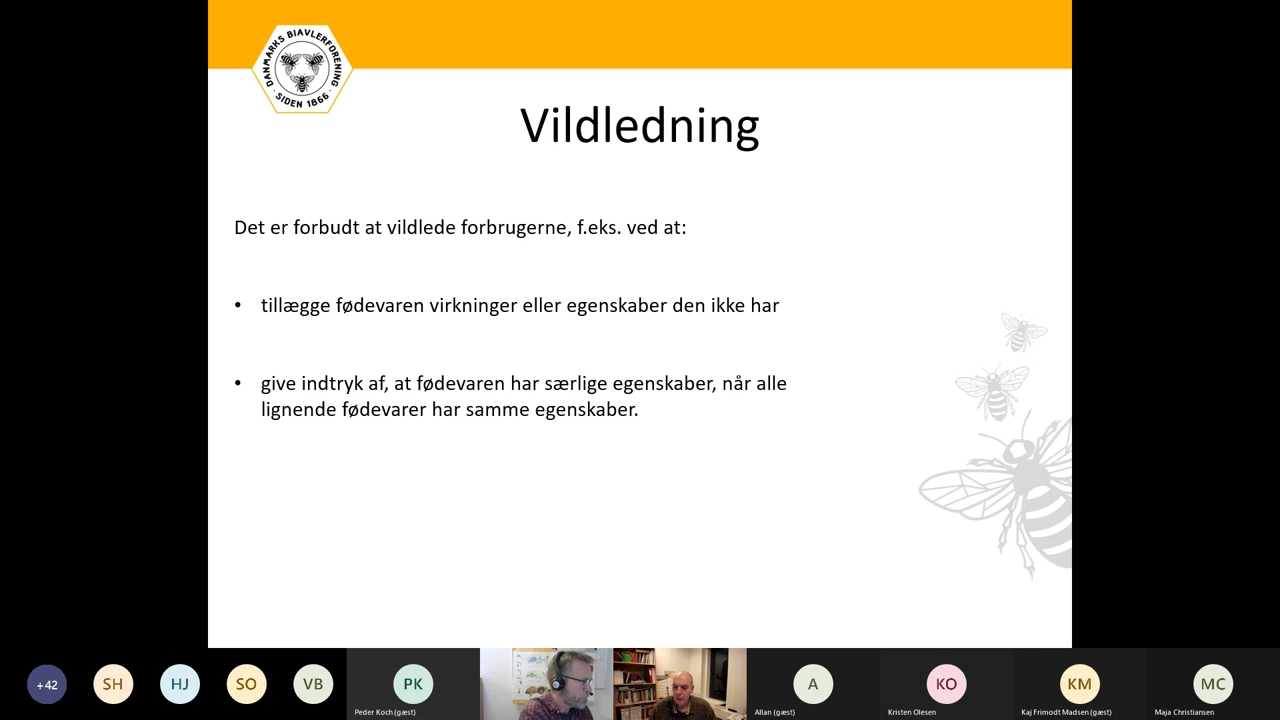 DANMARKS BIAVLERFORENING
· SIDEN 1866 ·
Vildledning
Det er forbudt at vildlede forbrugerne, f.eks. ved at:
• tillægge fødevaren virkninger eller egenskaber den ikke har
• give indtryk af, at fødevaren har særlige egenskaber, når alle
lignende fødevarer har samme egenskaber.
+42 SH HJ SO VB PK A KO KM MC
Peder Koch (gæst) Allan (gæst) Kristen Olesen Kaj Frimodt Madsen (gæst) Maja Christiansen